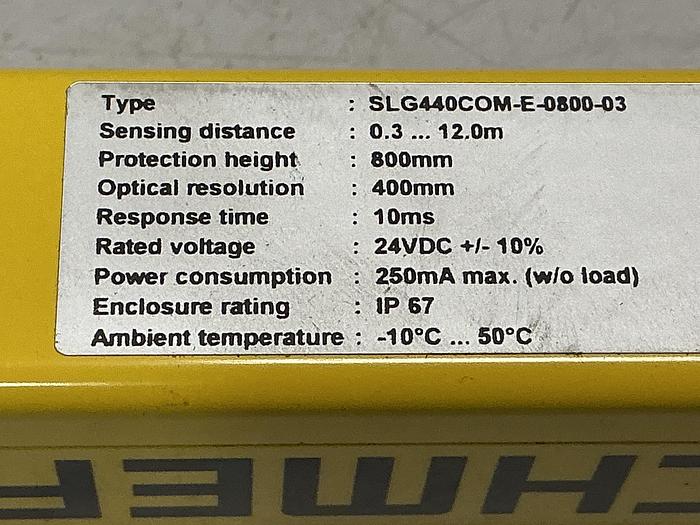 Type : SLG440COM-E-0800-03
Sensing distance : 0.3 ... 12.0m
Protection height : 800mm
Optical resolution : 400mm
Response time : 10ms
Rated voltage : 24VDC +/- 10%
Power consumption : 250mA max. (w/o load)
Enclosure rating : IP 67
Ambient temperature : -10°C ... 50°C